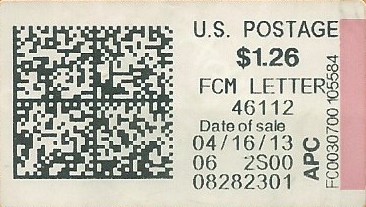 U.S. POSTAGE
$1.26
FCM LETTER
46112
Date of sale
04/16/13
06 2S00
08282301
APC
FC0030700 105584